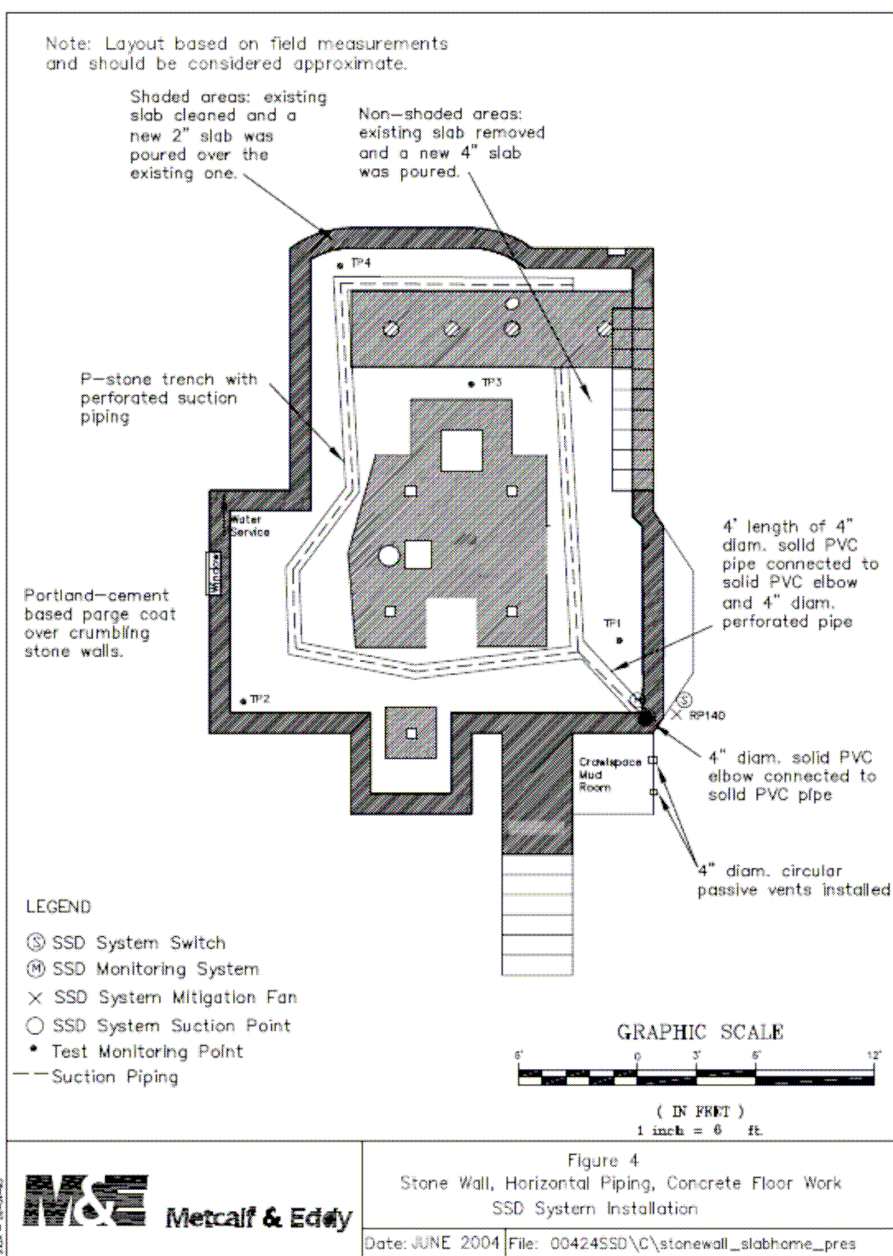 Note: Layout based on field measurements
and should be considered approximate.
Shaded areas: existing
slab cleaned and a
new 2" slab was
poured over the
existing one.
Non-shaded areas:
existing slab removed
and a new 4" slab
was poured.
TP4
P-stone trench with
perforated suction
piping
TP3
Water
Service
Window
Portland-cement
based parge coat
over crumbling
stone walls.
4' length of 4"
diam. solid PVC
pipe connected to
solid PVC elbow
and 4" diam.
perforated pipe
TP1
TP2
M
S
RP140
Crawlspace
Mud
Room
4" diam. solid PVC
elbow connected to
solid PVC pipe
4" diam. circular
passive vents installed
LEGEND
S SSD System Switch
M SSD Monitoring System
SSD System Mitigation Fan
SSD System Suction Point
Test Monitoring Point
Suction Piping
GRAPHIC SCALE
6' 0 3' 6' 12'
( IN FEET )
1 inch = 6 ft.
M&E Metcalf & Eddy
Figure 4
Stone Wall, Horizontal Piping, Concrete Floor Work
SSD System Installation
Date: JUNE 2004 File: 00424SSD\C\stonewall_slabhome_pres